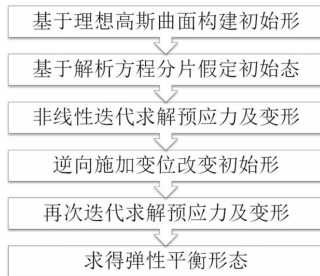 基于理想高斯曲面构建初始形
基于解析方程分片假定初始态
非线性迭代求解预应力及变形
逆向施加变位改变初始形
再次迭代求解预应力及变形
求得弹性平衡形态